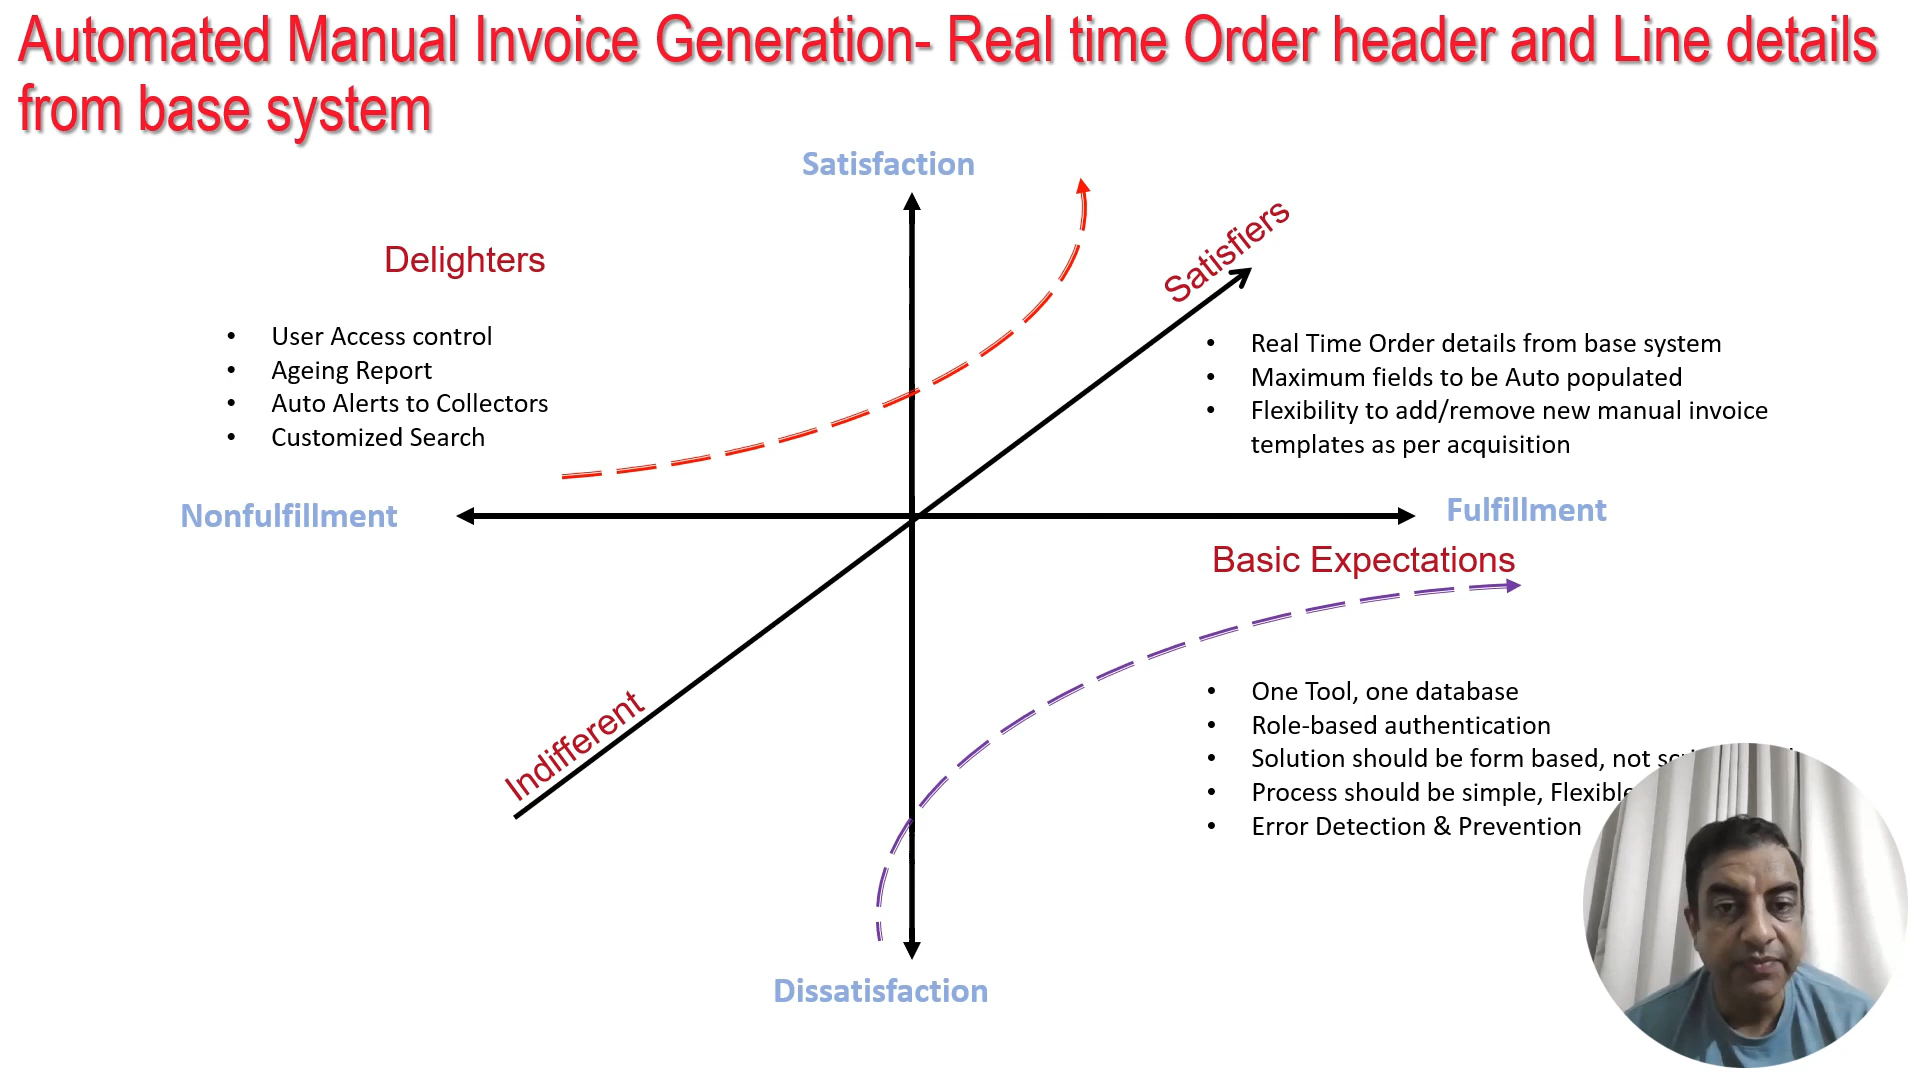 Automated Manual Invoice Generation- Real time Order header and Line details
from base system
Satisfaction
Delighters
Satisfiers
• User Access control
• Ageing Report
• Auto Alerts to Collectors
• Customized Search
• Real Time Order details from base system
• Maximum fields to be Auto populated
• Flexibility to add/remove new manual invoice
templates as per acquisition
Nonfulfillment
Fulfillment
Basic Expectations
Indifferent
• One Tool, one database
• Role-based authentication
• Solution should be form based, not
• Process should be simple, Flexible
• Error Detection & Prevention
Dissatisfaction